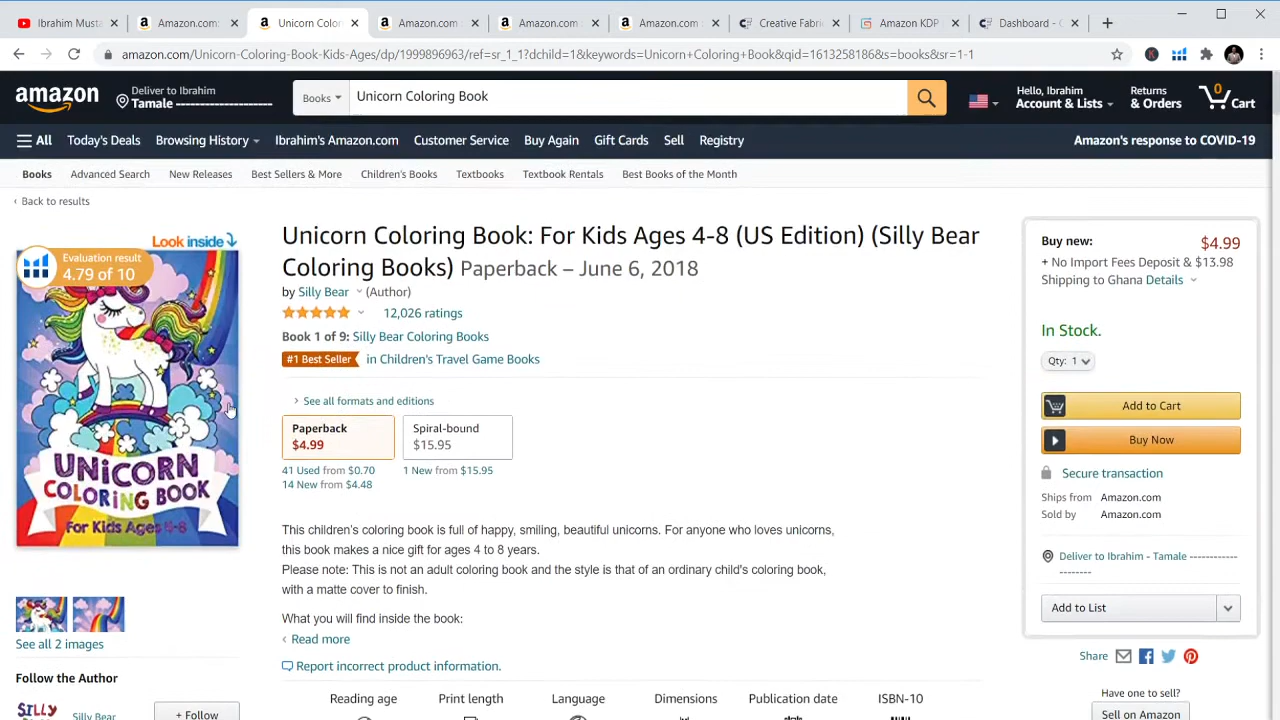 Ibrahim Musta
Amazon.com:
Unicorn Color
Amazon.com
Amazon.com
Amazon.com
Creative Fabri
Amazon KDP
Dashboard - C
amazon.com/Unicorn-Coloring-Book-Kids-Ages/dp/1999896963/ref=sr_1_1?dchild=1&keywords=Unicorn+Coloring+Book&qid=1613258186&s=books&sr=1-1
amazon
Deliver to Ibrahim
Tamale ------------------
Books
Unicorn Coloring Book
Hello, Ibrahim
Account & Lists
Returns
& Orders
0
Cart
All
Today's Deals
Browsing History
Ibrahim's Amazon.com
Customer Service
Buy Again
Gift Cards
Sell
Registry
Amazon's response to COVID-19
Books
Advanced Search
New Releases
Best Sellers & More
Children's Books
Textbooks
Textbook Rentals
Best Books of the Month
‹ Back to results
Look inside
Evaluation result
4.79 of 10
UNiCORN
COLORiNG BOOK
For Kids Ages 4-8
See all 2 images
Follow the Author
SILLY
Silly Bear
+ Follow
Unicorn Coloring Book: For Kids Ages 4-8 (US Edition) (Silly Bear
Coloring Books) Paperback – June 6, 2018
by Silly Bear (Author)
12,026 ratings
Book 1 of 9: Silly Bear Coloring Books
#1 Best Seller in Children's Travel Game Books
› See all formats and editions
Paperback
$4.99
Spiral-bound
$15.95
41 Used from $0.70
14 New from $4.48
1 New from $15.95
This children's coloring book is full of happy, smiling, beautiful unicorns. For anyone who loves unicorns,
this book makes a nice gift for ages 4 to 8 years.
Please note: This is not an adult coloring book and the style is that of an ordinary child's coloring book,
with a matte cover to finish.
What you will find inside the book:
‹ Read more
Report incorrect product information.
Reading age
Print length
Language
Dimensions
Publication date
ISBN-10
Buy new:
$4.99
+ No Import Fees Deposit & $13.98
Shipping to Ghana Details
In Stock.
Qty: 1
Add to Cart
Buy Now
Secure transaction
Ships from Amazon.com
Sold by Amazon.com
Deliver to Ibrahim - Tamale ----------
--------
Add to List
Share
Have one to sell?
Sell on Amazon